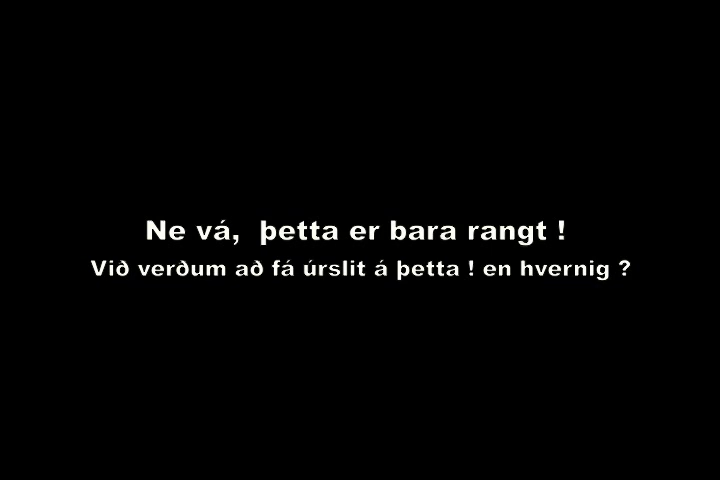 Ne vá,  þetta er bara rangt !
Við verðum að fá úrslit á þetta ! en hvernig ?